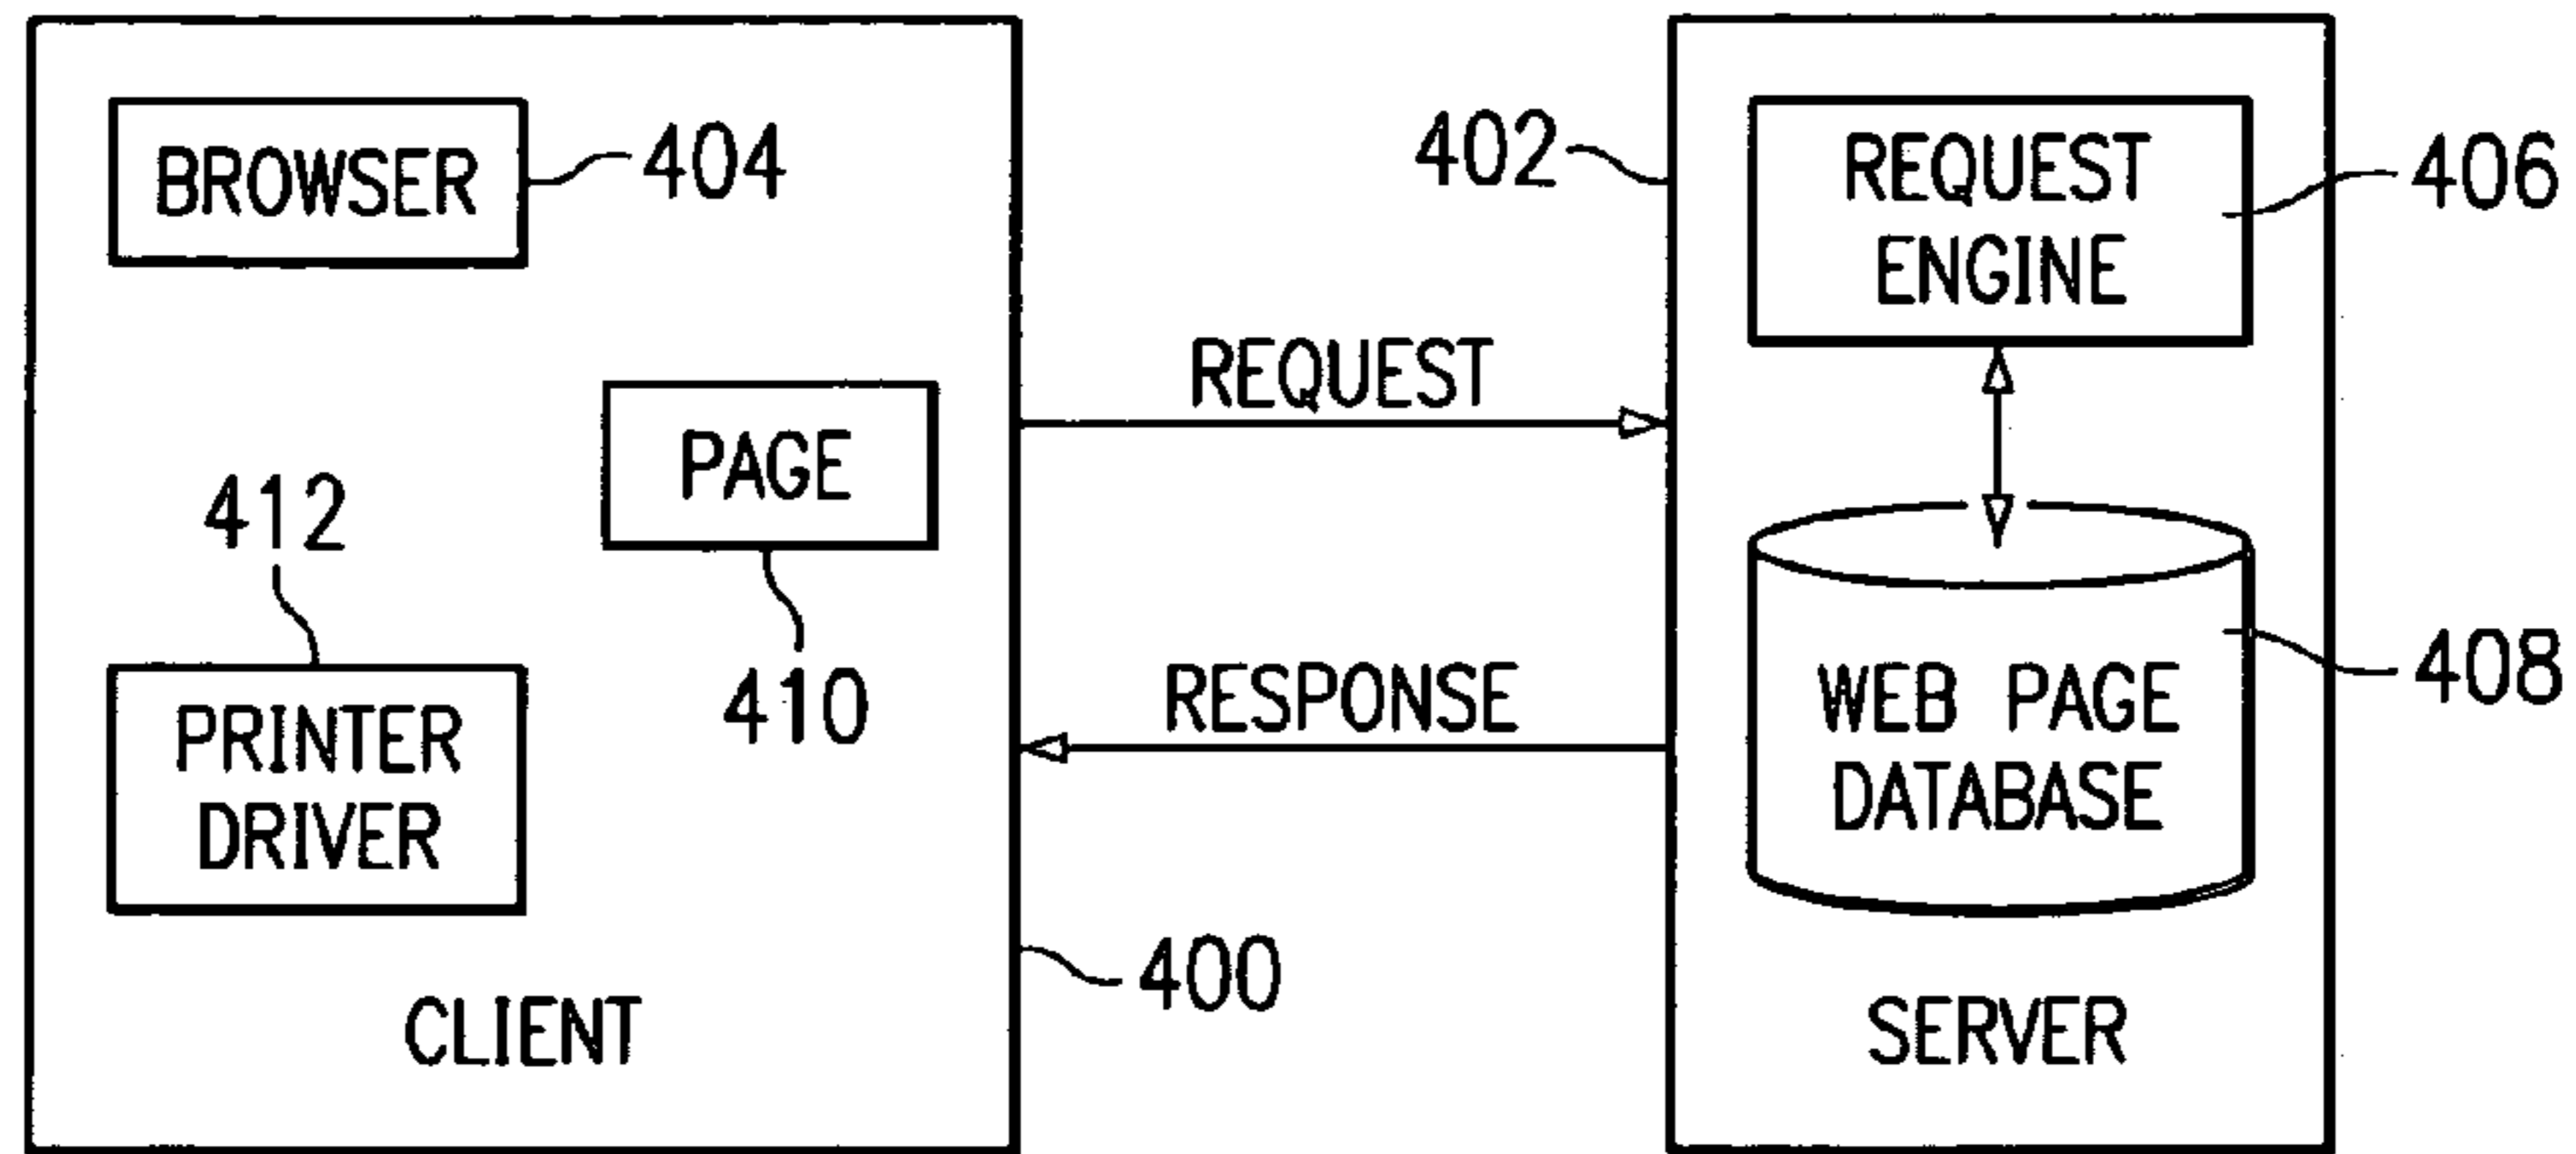 BROWSER
404
PAGE
410
412
PRINTER
DRIVER
CLIENT
400
REQUEST
RESPONSE
402
REQUEST
ENGINE
406
WEB PAGE
DATABASE
408
SERVER